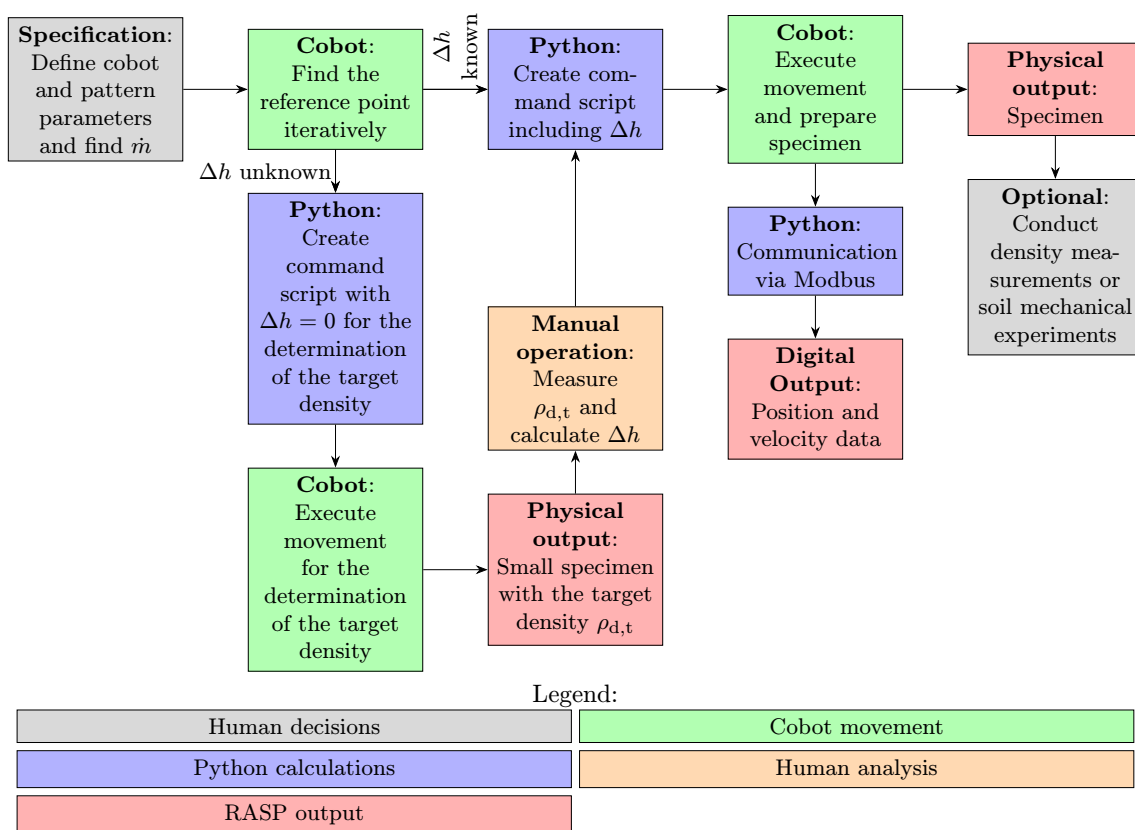 Specification:
Define cobot
and pattern
parameters
and find ṁ
Cobot:
Find the
reference point
iteratively
Δh
known
Python:
Create com-
mand script
including Δh
Cobot:
Execute
movement
and prepare
specimen
Physical
output:
Specimen
Δh unknown
Python:
Create
command
script with
Δh = 0 for the
determination
of the target
density
Manual
operation:
Measure
ρd,t and
calculate Δh
Python:
Communication
via Modbus
Optional:
Conduct
density mea-
surements or
soil mechanical
experiments
Digital
Output:
Position and
velocity data
Cobot:
Execute
movement
for the
determination
of the target
density
Physical
output:
Small specimen
with the target
density ρd,t
Legend:
Human decisions
Cobot movement
Python calculations
Human analysis
RASP output